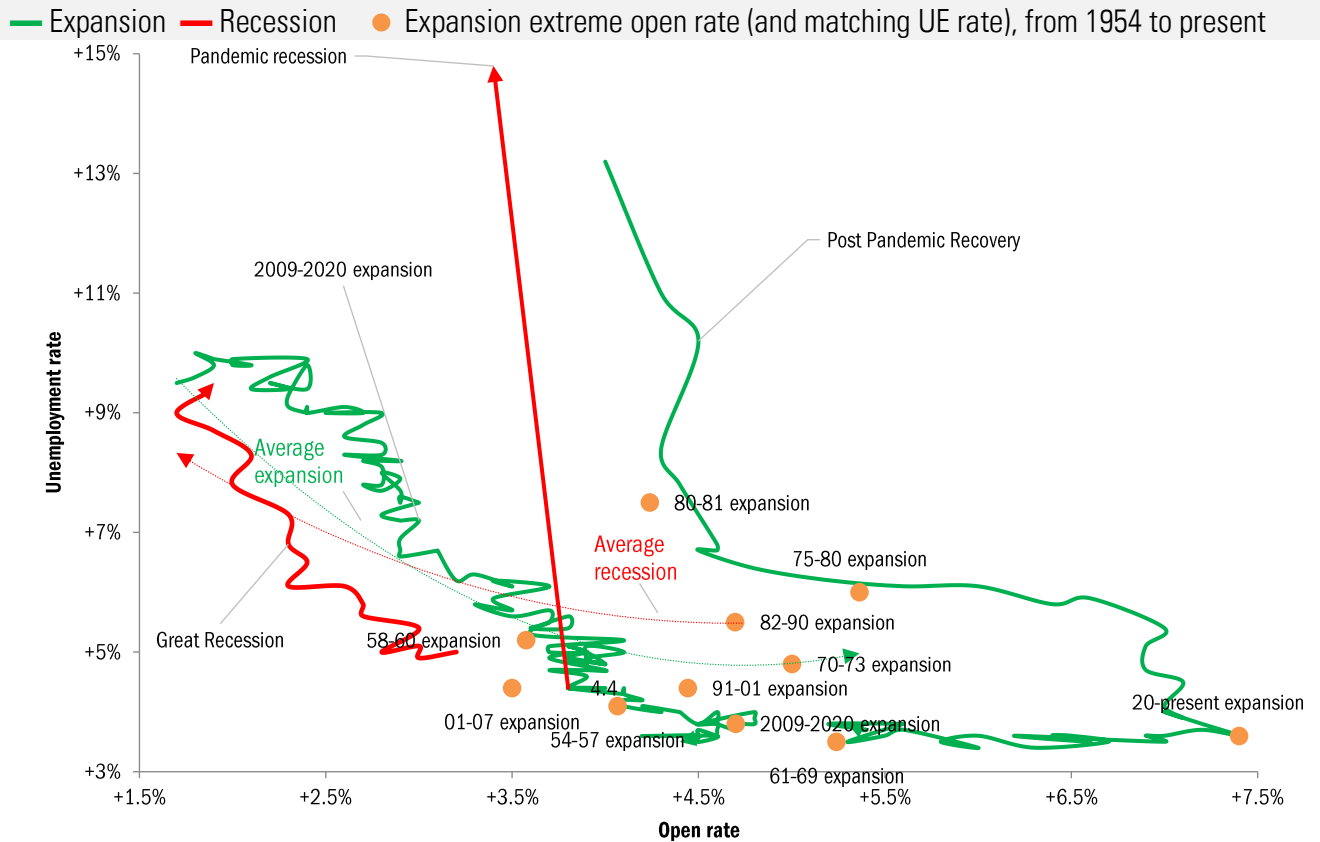 Expansion Recession Expansion extreme open rate (and matching UE rate), from 1954 to present
+15%
Pandemic recession
+13%
Post Pandemic Recovery
2009-2020 expansion
+11%
Unemployment rate
+9%
Average
expansion
80-81 expansion
+7%
Average
recession
75-80 expansion
82-90 expansion
Great Recession
58-60 expansion
+5%
70-73 expansion
4.4
91-01 expansion
20-present expansion
01-07 expansion
2009-2020 expansion
54-57 expansion
+3%
61-69 expansion
+1.5% +2.5% +3.5% +4.5% +5.5% +6.5% +7.5%
Open rate